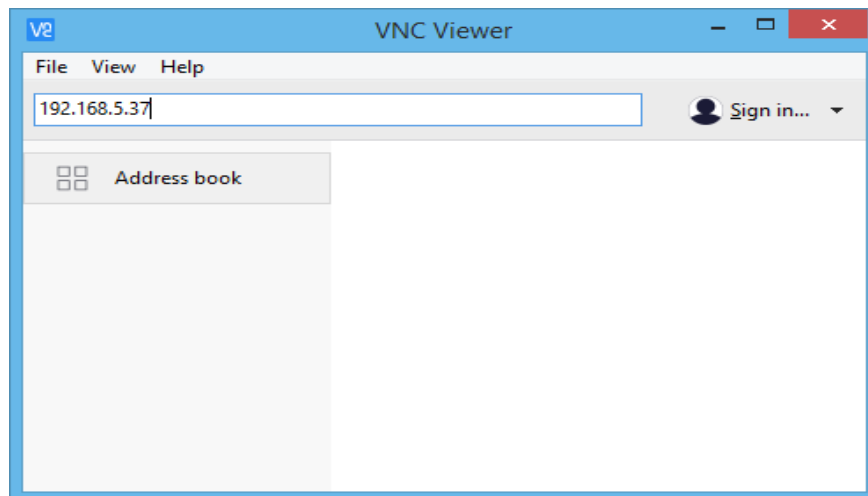 V2
VNC Viewer
File View Help
192.168.5.37
Sign in...
Address book